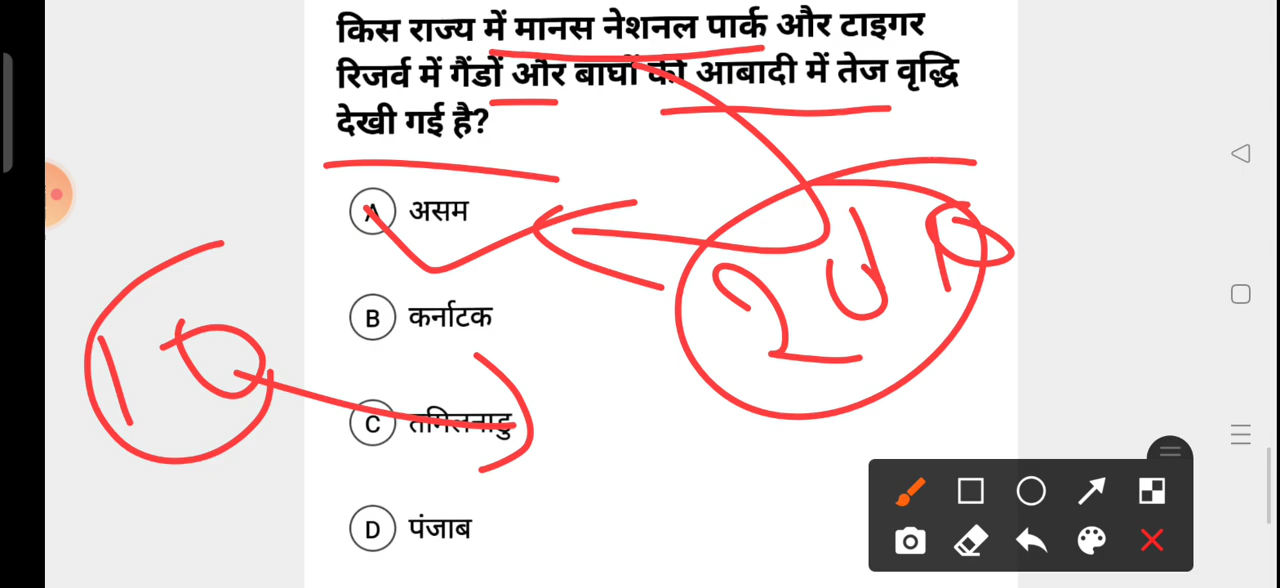 किस राज्य में मानस नेशनल पार्क और टाइगर
रिजर्व में गैंडों और बाघों की आबादी में तेज वृद्धि
देखी गई है?
A असम
B कर्नाटक
C तमिलनाडु
D पंजाब